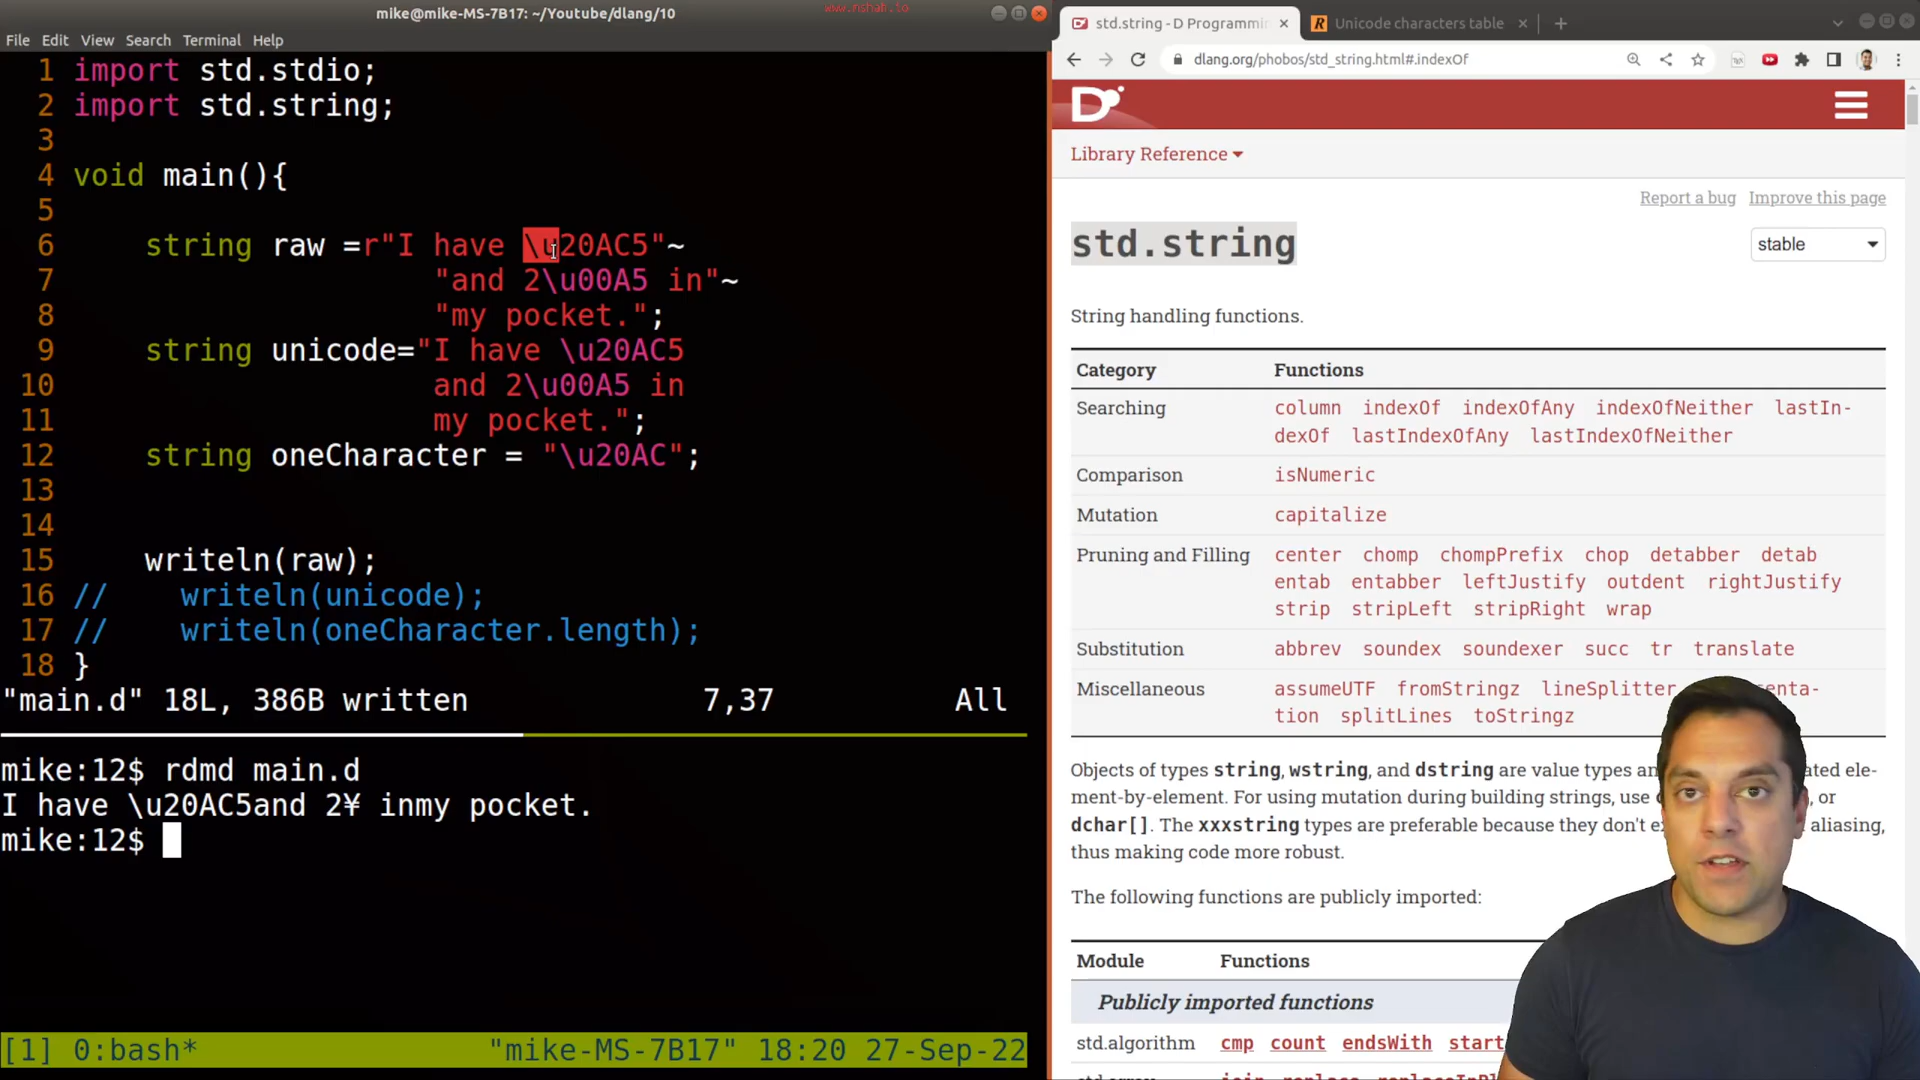 mike@mike-MS-7B17: ~/Youtube/dlang/10
www.mshah.io
File Edit View Search Terminal Help
1 import std.stdio;
2 import std.string;
3
4 void main(){
5
6 string raw =r"I have \u20AC5"~
7 "and 2\u00A5 in"~
8 "my pocket.";
9 string unicode="I have \u20AC5
10 and 2\u00A5 in
11 my pocket.";
12 string oneCharacter = "\u20AC";
13
14
15 writeln(raw);
16 // writeln(unicode);
17 // writeln(oneCharacter.length);
18 }
"main.d" 18L, 386B written 7,37 All
mike:12$ rdmd main.d
I have \u20AC5and 2¥ inmy pocket.
mike:12$
[1] 0:bash* "mike-MS-7B17" 18:20 27-Sep-22
std.string - D Programmin
R Unicode characters table
dlang.org/phobos/std_string.html#.indexOf
D
Library Reference
Report a bug Improve this page
std.string
stable
String handling functions.
Category Functions
Searching column indexOf indexOfAny indexOfNeither lastIn-
dexOf lastIndexOfAny lastIndexOfNeither
Comparison isNumeric
Mutation capitalize
Pruning and Filling center chomp chompPrefix chop detabber detab
entab entabber leftJustify outdent rightJustify
strip stripLeft stripRight wrap
Substitution abbrev soundex soundexer succ tr translate
Miscellaneous assumeUTF fromStringz lineSplitter enta-
tion splitLines toStringz
Objects of types string, wstring, and dstring are value types an ated ele-
ment-by-element. For using mutation during building strings, use or
dchar[]. The xxxstring types are preferable because they don't e aliasing,
thus making code more robust.
The following functions are publicly imported:
Module Functions
Publicly imported functions
std.algorithm cmp count endsWith start